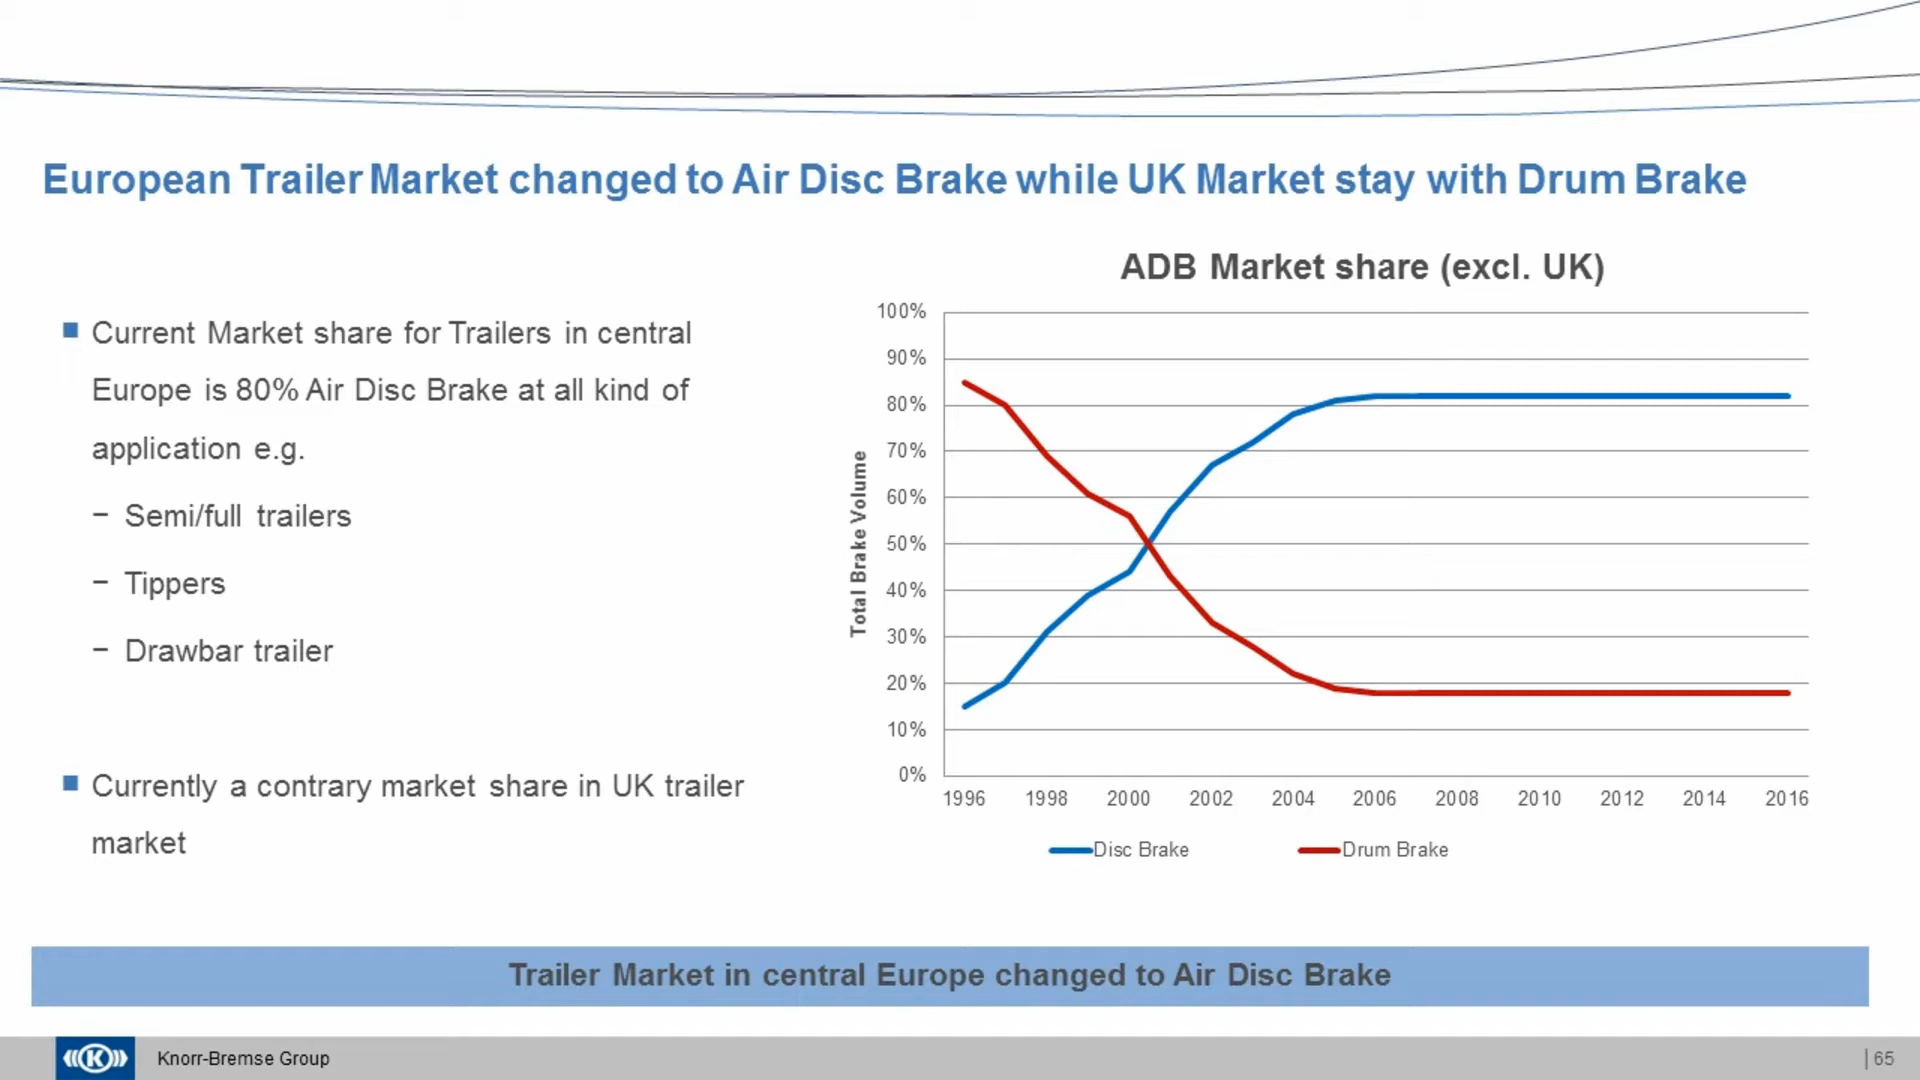 European Trailer Market changed to Air Disc Brake while UK Market stay with Drum Brake
Current Market share for Trailers in central
Europe is 80% Air Disc Brake at all kind of
application e.g.
− Semi/full trailers
− Tippers
− Drawbar trailer
Currently a contrary market share in UK trailer
market
ADB Market share (excl. UK)
Total Brake Volume
100%
90%
80%
70%
60%
50%
40%
30%
20%
10%
0%
1996 1998 2000 2002 2004 2006 2008 2010 2012 2014 2016
Disc Brake Drum Brake
Trailer Market in central Europe changed to Air Disc Brake
K Knorr-Bremse Group | 65